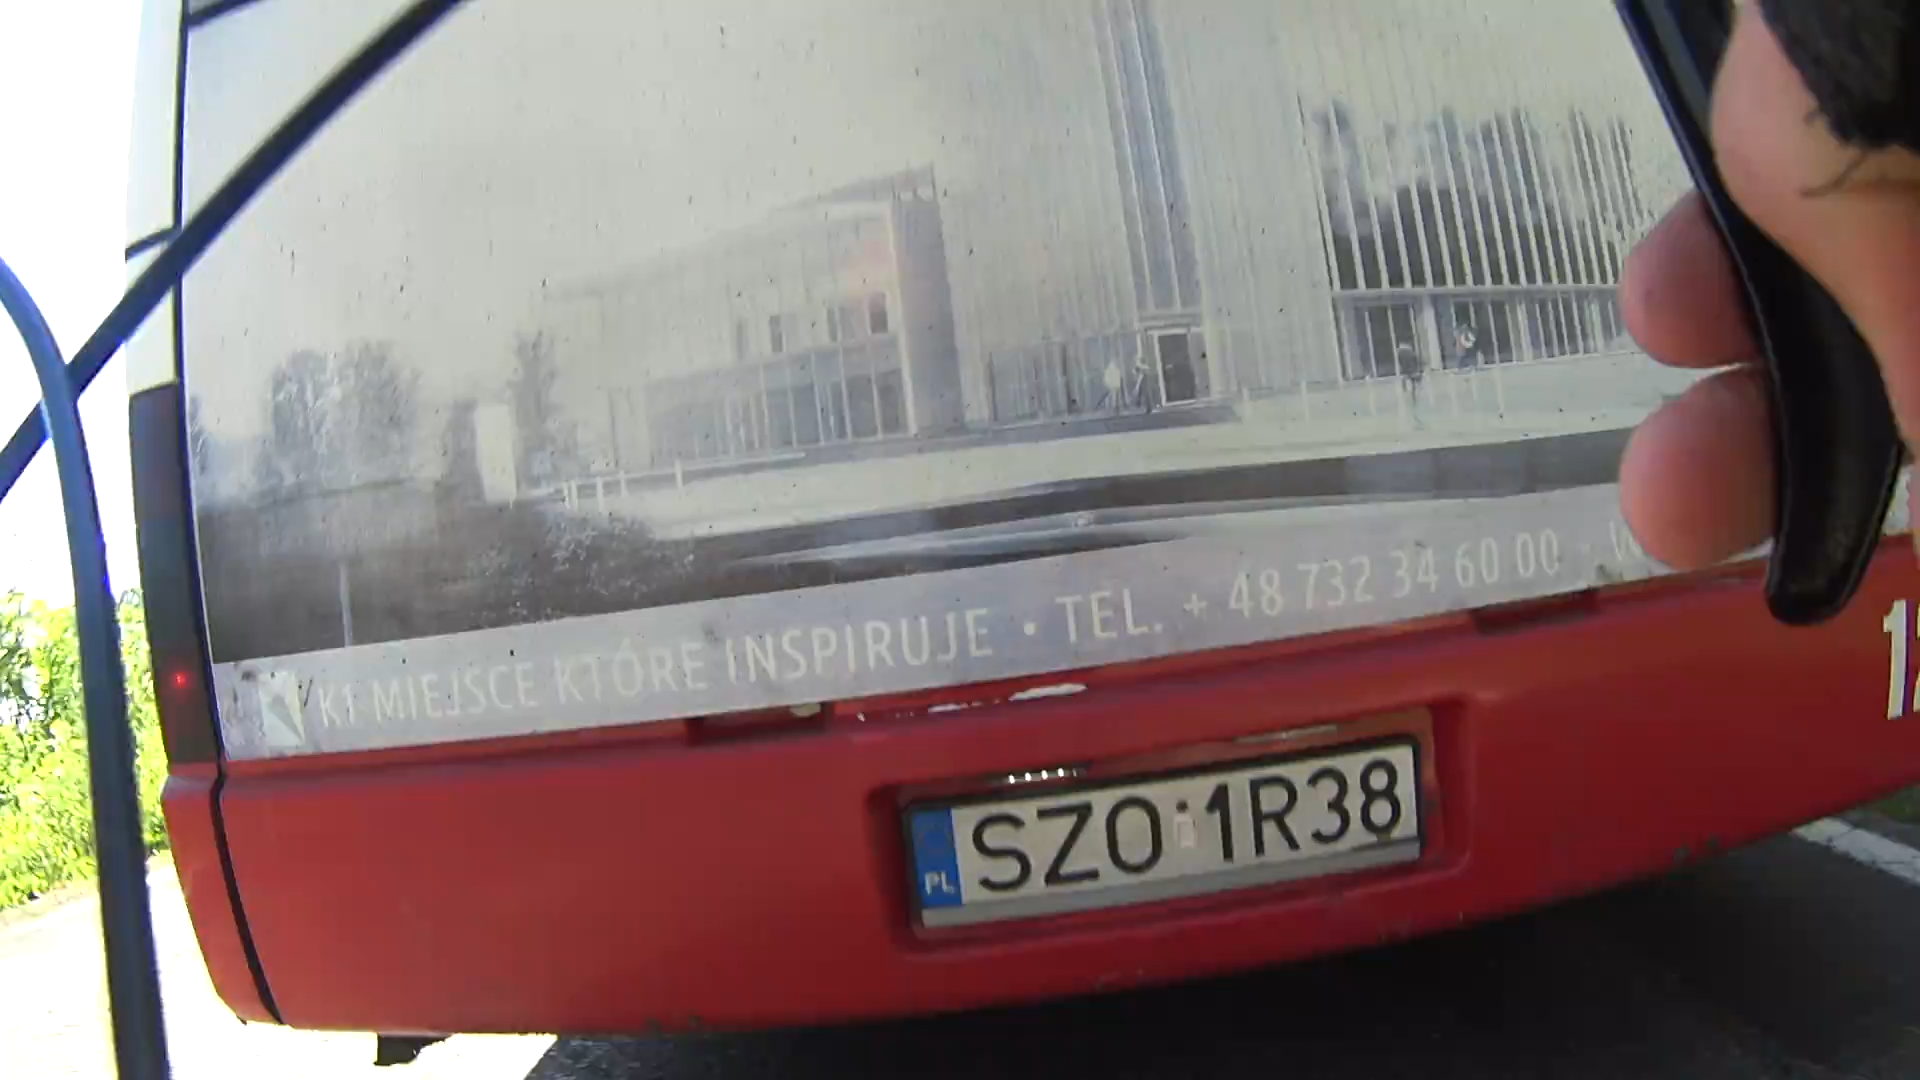 K1 MIEJSCE KTÓRE INSPIRUJE • TEL. + 48 732 34 60 00 -
PL SZO 1R38